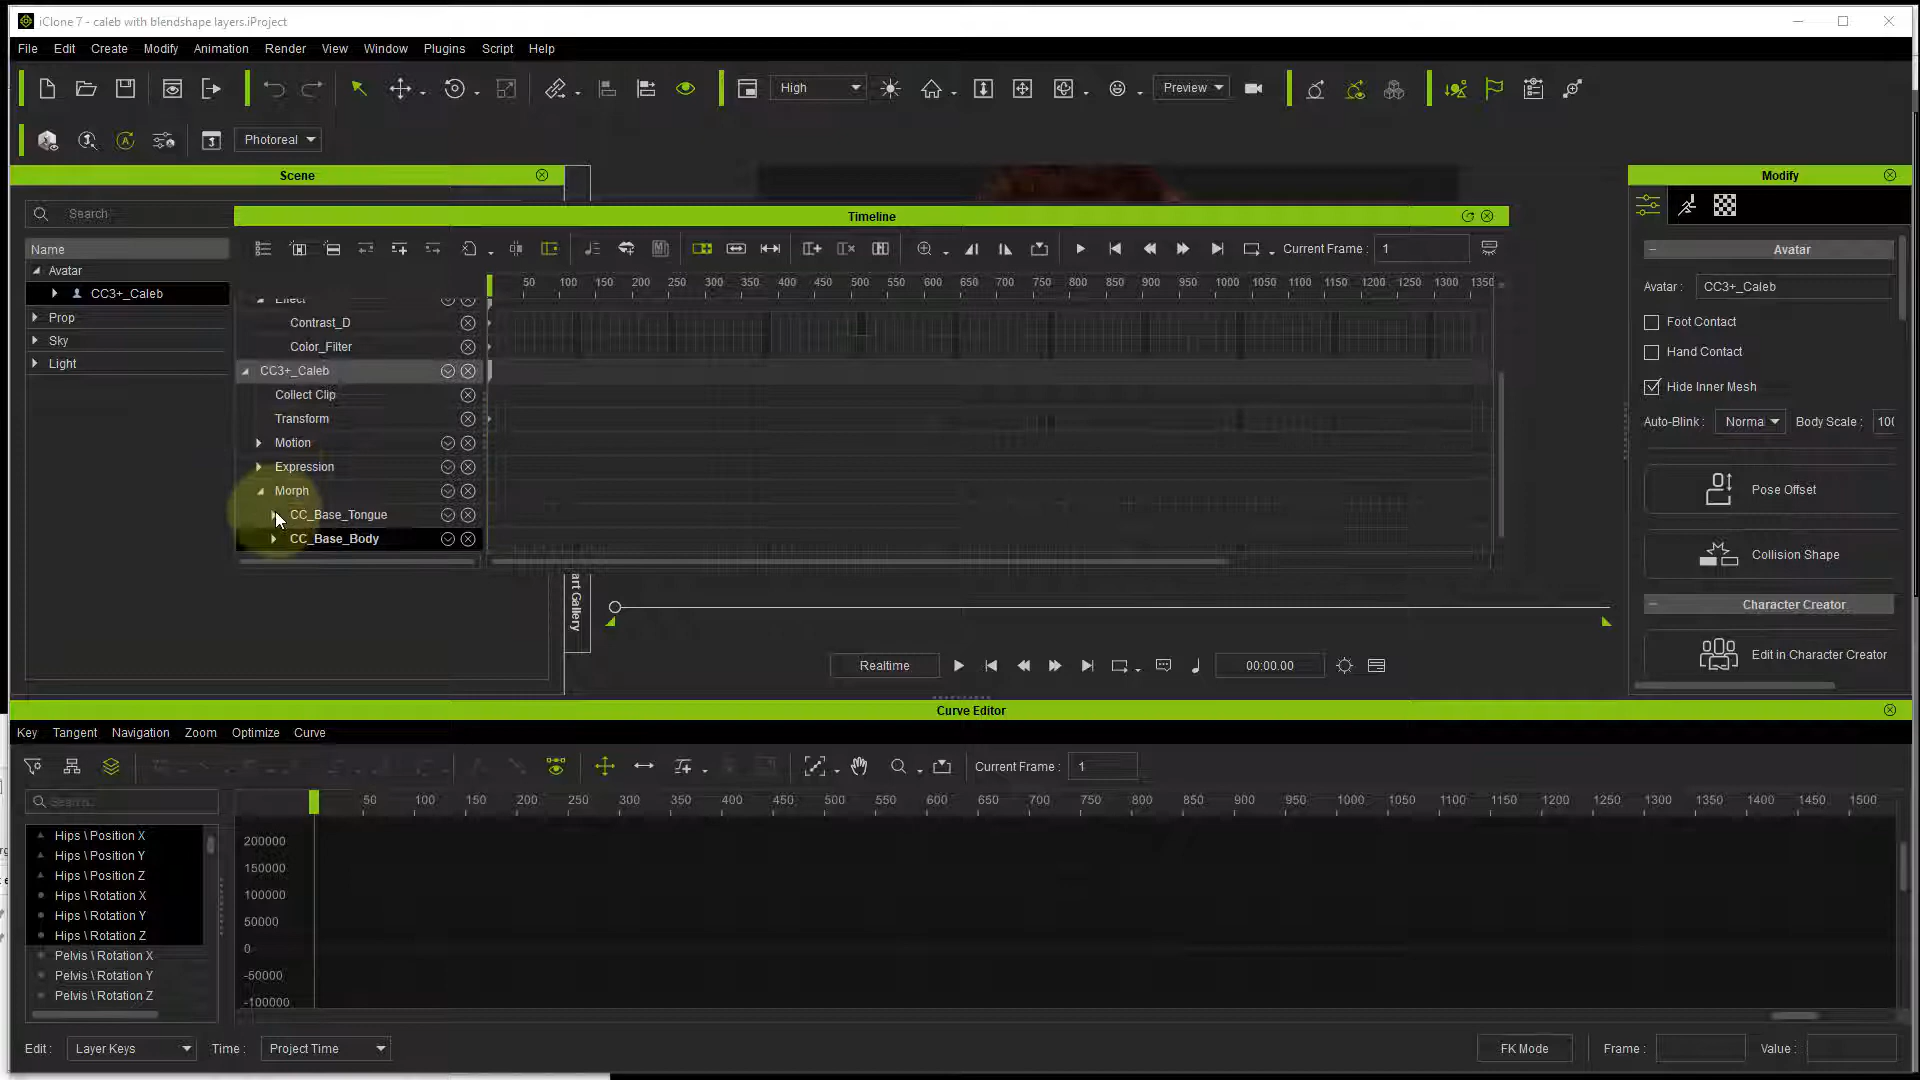 iClone 7 - caleb with blendshape layers.iProject
File Edit Create Modify Animation Render View Window Plugins Script Help
High
Preview
Photoreal
Scene
Search
Name
Avatar
CC3+_Caleb
Prop
Sky
Light
Timeline
Current Frame : 1
50 100 150 200 250 300 350 400 450 500 550 600 650 700 750 800 850 900 950 1000 1050 1100 1150 1200 1250 1300 1350
Effect
Contrast_D
Color_Filter
CC3+_Caleb
Collect Clip
Transform
Motion
Expression
Morph
CC_Base_Tongue
CC_Base_Body
art Gallery
Realtime
00:00.00
Modify
Avatar
Avatar : CC3+_Caleb
Foot Contact
Hand Contact
Hide Inner Mesh
Auto-Blink : Norma Body Scale : 100
Pose Offset
Collision Shape
Character Creator
Edit in Character Creator
Curve Editor
Key Tangent Navigation Zoom Optimize Curve
Current Frame : 1
Search...
50 100 150 200 250 300 350 400 450 500 550 600 650 700 750 800 850 900 950 1000 1050 1100 1150 1200 1250 1300 1350 1400 1450 1500
Hips \ Position X
Hips \ Position Y
Hips \ Position Z
Hips \ Rotation X
Hips \ Rotation Y
Hips \ Rotation Z
Pelvis \ Rotation X
Pelvis \ Rotation Y
Pelvis \ Rotation Z
200000
150000
100000
50000
0
-50000
-100000
Edit : Layer Keys Time : Project Time
FK Mode Frame : Value :